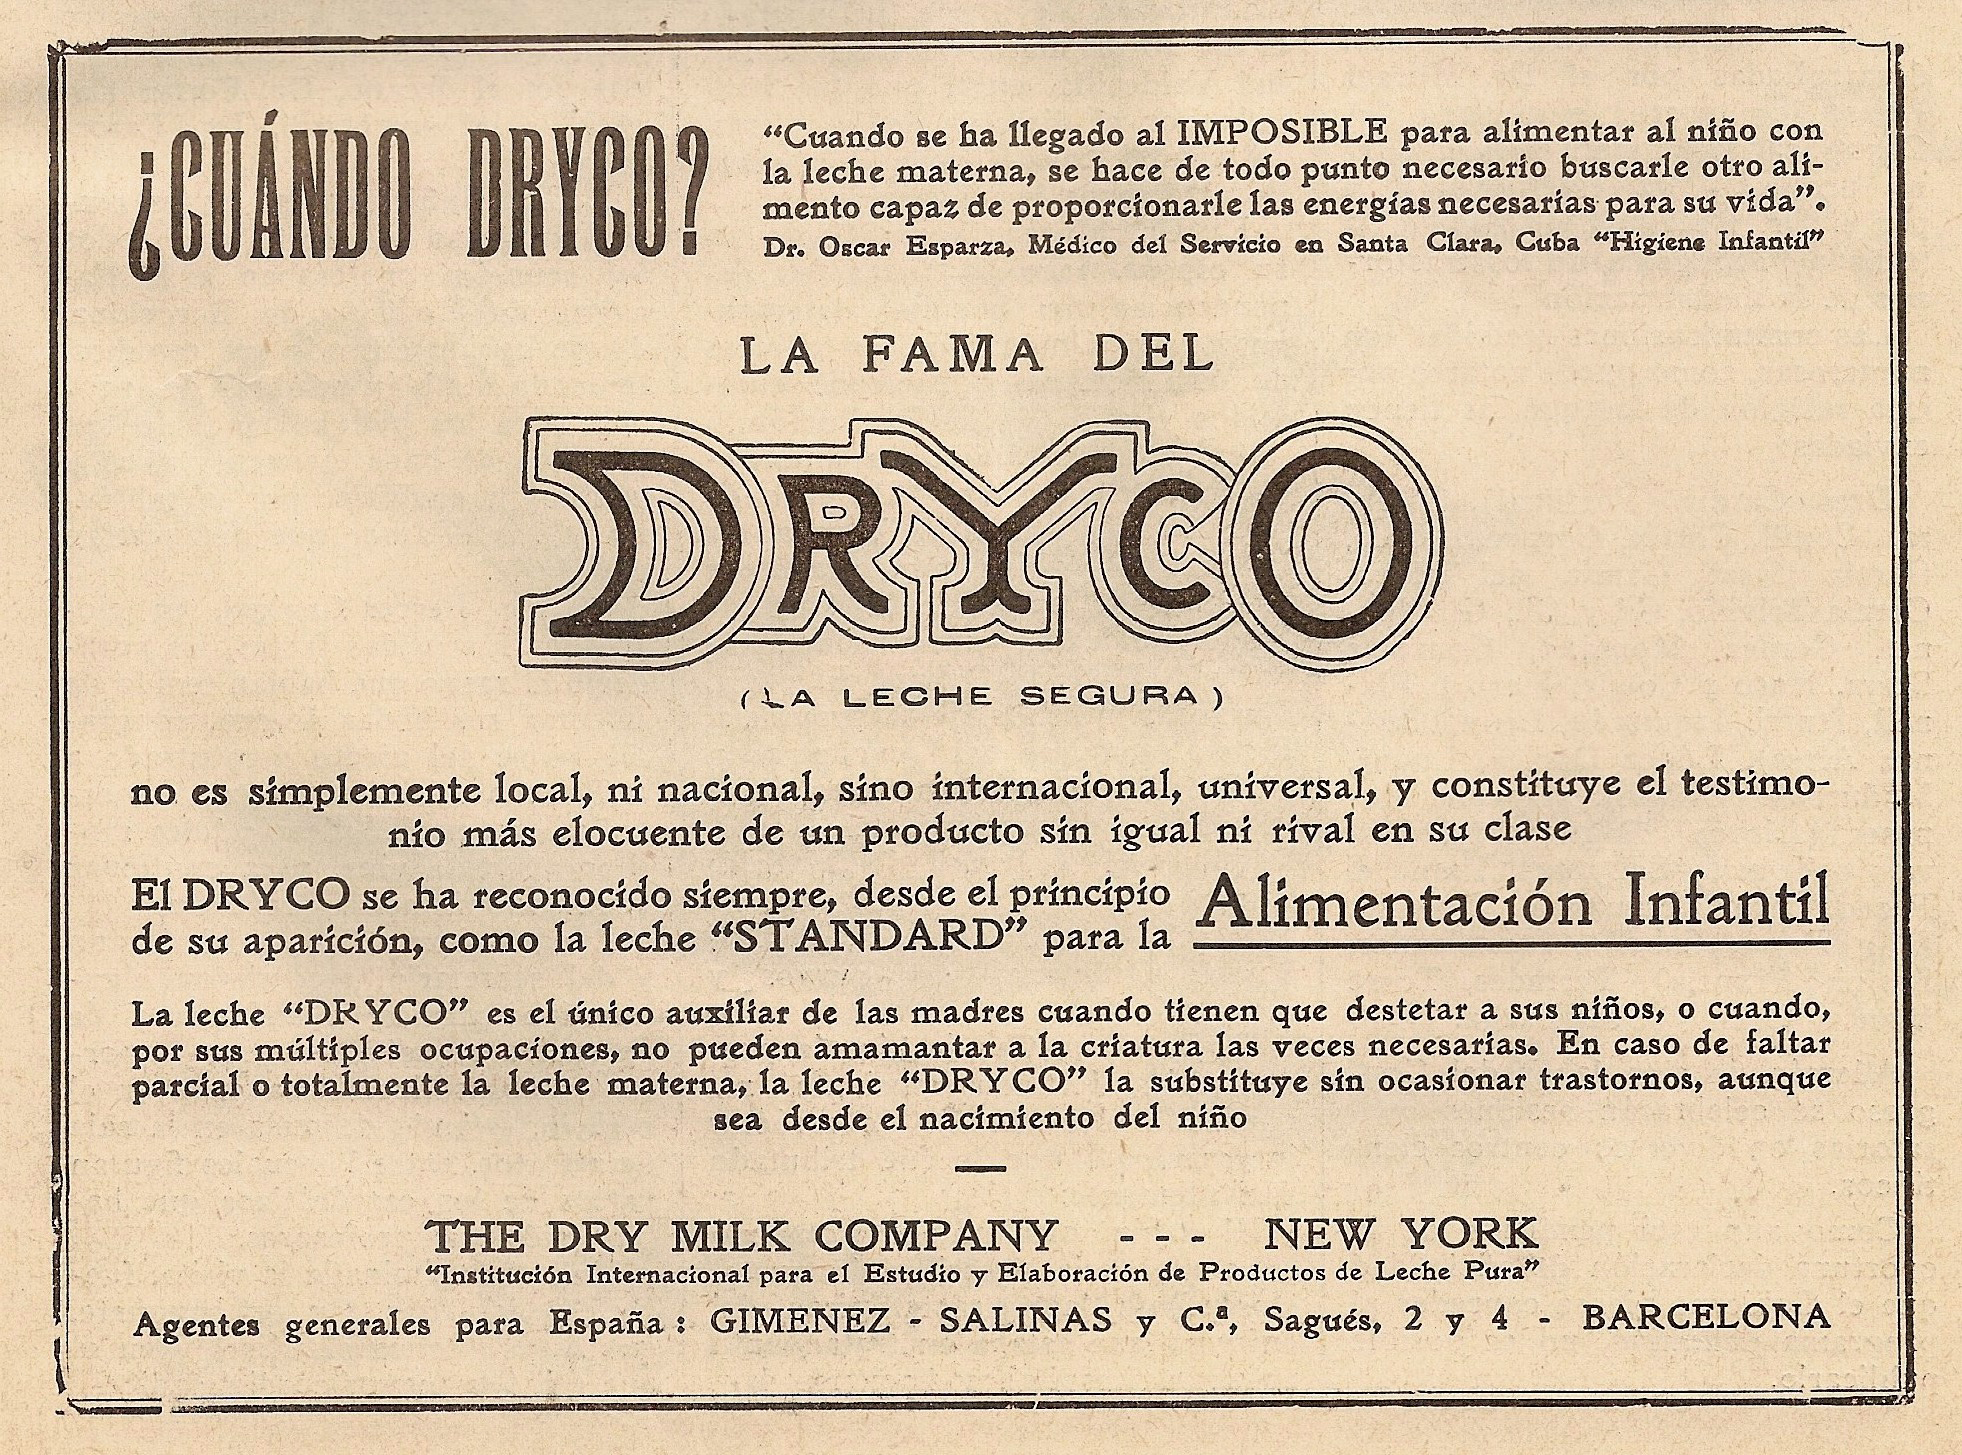 ¿CUÁNDO DRYCO?
“Cuando se ha llegado al IMPOSIBLE para alimentar al niño con
la leche materna, se hace de todo punto necesario buscarle otro ali-
mento capaz de proporcionarle las energías necesarias para su vida”.
Dr. Oscar Esparza, Médico del Servicio en Santa Clara, Cuba “Higiene Infantil”
LA FAMA DEL
DRYCO
(LA LECHE SEGURA)
no es simplemente local, ni nacional, sino internacional, universal, y constituye el testimo-
nio más elocuente de un producto sin igual ni rival en su clase
El DRYCO se ha reconocido siempre, desde el principio
de su aparición, como la leche “STANDARD” para la
Alimentación Infantil
La leche “DRYCO” es el único auxiliar de las madres cuando tienen que destetar a sus niños, o cuando,
por sus múltiples ocupaciones, no pueden amamantar a la criatura las veces necesarias. En caso de faltar
parcial o totalmente la leche materna, la leche “DRYCO” la substituye sin ocasionar trastornos, aunque
sea desde el nacimiento del niño
THE DRY MILK COMPANY - - - NEW YORK
“Institución Internacional para el Estudio y Elaboración de Productos de Leche Pura”
Agentes generales para España: GIMENEZ - SALINAS y C.ª, Sagués, 2 y 4 - BARCELONA